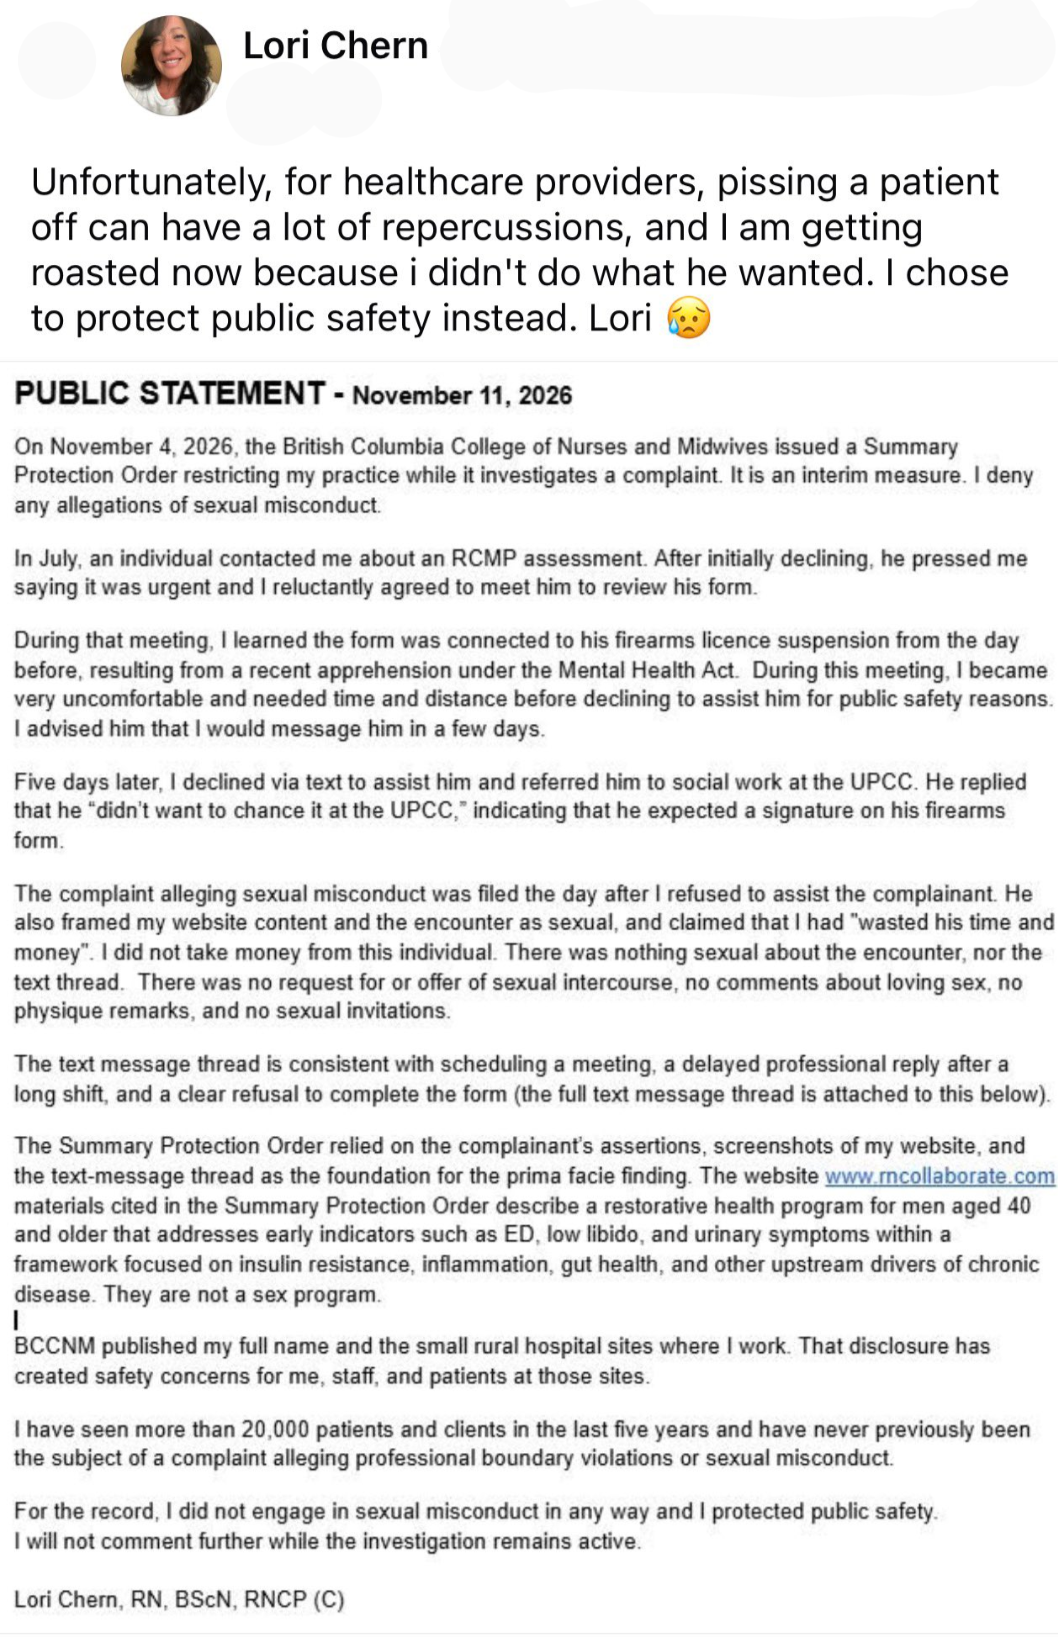 Lori Chern
Unfortunately, for healthcare providers, pissing a patient
off can have a lot of repercussions, and I am getting
roasted now because i didn't do what he wanted. I chose
to protect public safety instead. Lori 😥
PUBLIC STATEMENT - November 11, 2026
On November 4, 2026, the British Columbia College of Nurses and Midwives issued a Summary
Protection Order restricting my practice while it investigates a complaint. It is an interim measure. I deny
any allegations of sexual misconduct.
In July, an individual contacted me about an RCMP assessment. After initially declining, he pressed me
saying it was urgent and I reluctantly agreed to meet him to review his form.
During that meeting, I learned the form was connected to his firearms licence suspension from the day
before, resulting from a recent apprehension under the Mental Health Act.  During this meeting, I became
very uncomfortable and needed time and distance before declining to assist him for public safety reasons.
I advised him that I would message him in a few days.
Five days later, I declined via text to assist him and referred him to social work at the UPCC. He replied
that he “didn't want to chance it at the UPCC,” indicating that he expected a signature on his firearms
form.
The complaint alleging sexual misconduct was filed the day after I refused to assist the complainant. He
also framed my website content and the encounter as sexual, and claimed that I had "wasted his time and
money". I did not take money from this individual. There was nothing sexual about the encounter, nor the
text thread.  There was no request for or offer of sexual intercourse, no comments about loving sex, no
physique remarks, and no sexual invitations.
The text message thread is consistent with scheduling a meeting, a delayed professional reply after a
long shift, and a clear refusal to complete the form (the full text message thread is attached to this below).
The Summary Protection Order relied on the complainant's assertions, screenshots of my website, and
the text-message thread as the foundation for the prima facie finding. The website www.rncollaborate.com
materials cited in the Summary Protection Order describe a restorative health program for men aged 40
and older that addresses early indicators such as ED, low libido, and urinary symptoms within a
framework focused on insulin resistance, inflammation, gut health, and other upstream drivers of chronic
disease. They are not a sex program.
BCCNM published my full name and the small rural hospital sites where I work. That disclosure has
created safety concerns for me, staff, and patients at those sites.
I have seen more than 20,000 patients and clients in the last five years and have never previously been
the subject of a complaint alleging professional boundary violations or sexual misconduct.
For the record, I did not engage in sexual misconduct in any way and I protected public safety.
I will not comment further while the investigation remains active.
Lori Chern, RN, BScN, RNCP (C)